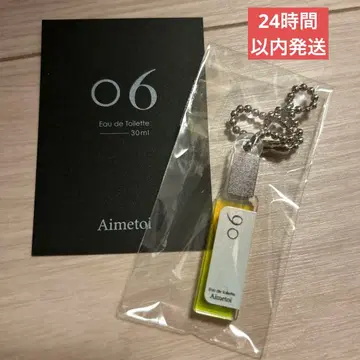 24時間
以内発送
06
Eau de Toilette
30ml
Aimetoi
06
Eau de Toilette
Aimetoi